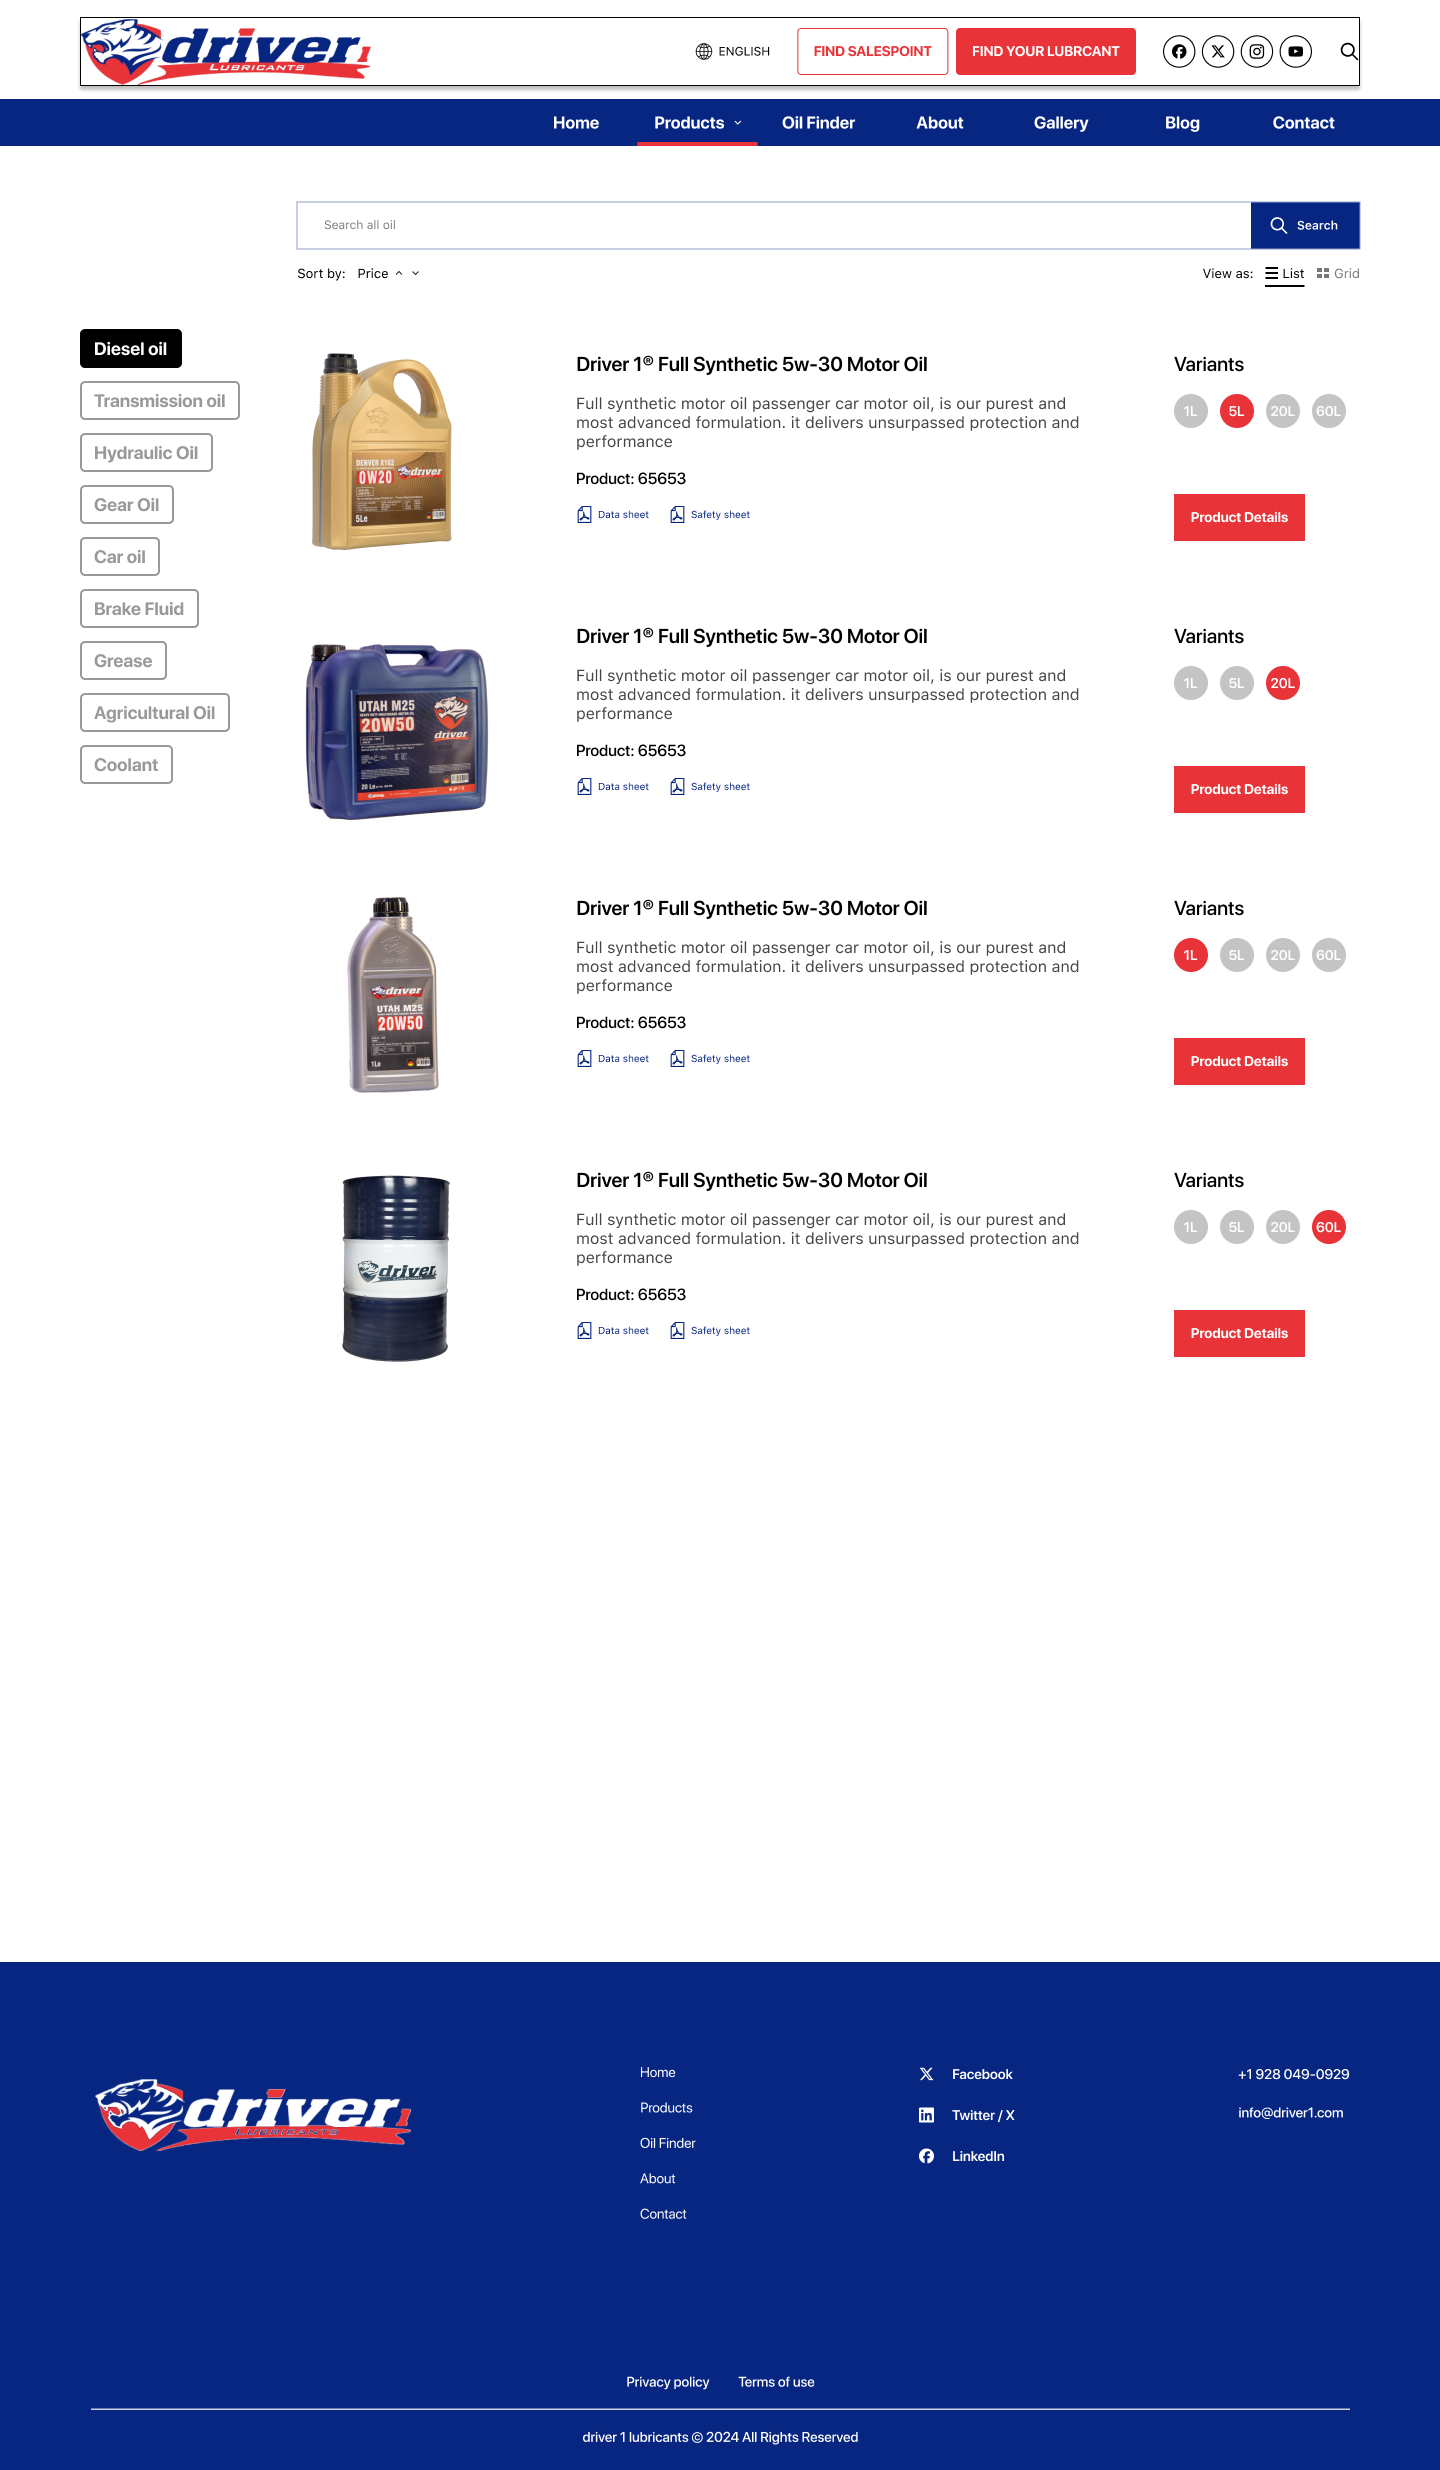 driver 1
LUBRICANTS
ENGLISH
FIND SALESPOINT
FIND YOUR LUBRCANT
Home
Products
Oil Finder
About
Gallery
Blog
Contact
Search all oil
Search
Sort by:
Price
View as:
List
Grid
Diesel oil
Transmission oil
Hydraulic Oil
Gear Oil
Car oil
Brake Fluid
Grease
Agricultural Oil
Coolant
DENVER X102
0W20
driver
5Le
Driver 1® Full Synthetic 5w-30 Motor Oil
Full synthetic motor oil passenger car motor oil, is our purest and
most advanced formulation. it delivers unsurpassed protection and
performance
Product: 65653
Data sheet
Safety sheet
Variants
1L
5L
20L
60L
Product Details
UTAH M25
20W50
driver
20 Le
Driver 1® Full Synthetic 5w-30 Motor Oil
Full synthetic motor oil passenger car motor oil, is our purest and
most advanced formulation. it delivers unsurpassed protection and
performance
Product: 65653
Data sheet
Safety sheet
Variants
1L
5L
20L
Product Details
driver
UTAH M25
20W50
1Le
Driver 1® Full Synthetic 5w-30 Motor Oil
Full synthetic motor oil passenger car motor oil, is our purest and
most advanced formulation. it delivers unsurpassed protection and
performance
Product: 65653
Data sheet
Safety sheet
Variants
1L
5L
20L
60L
Product Details
driver
Driver 1® Full Synthetic 5w-30 Motor Oil
Full synthetic motor oil passenger car motor oil, is our purest and
most advanced formulation. it delivers unsurpassed protection and
performance
Product: 65653
Data sheet
Safety sheet
Variants
1L
5L
20L
60L
Product Details
driver 1
LUBRICANTS
Home
Products
Oil Finder
About
Contact
Facebook
Twitter / X
LinkedIn
+1 928 049-0929
info@driver1.com
Privacy policy
Terms of use
driver 1 lubricants © 2024 All Rights Reserved